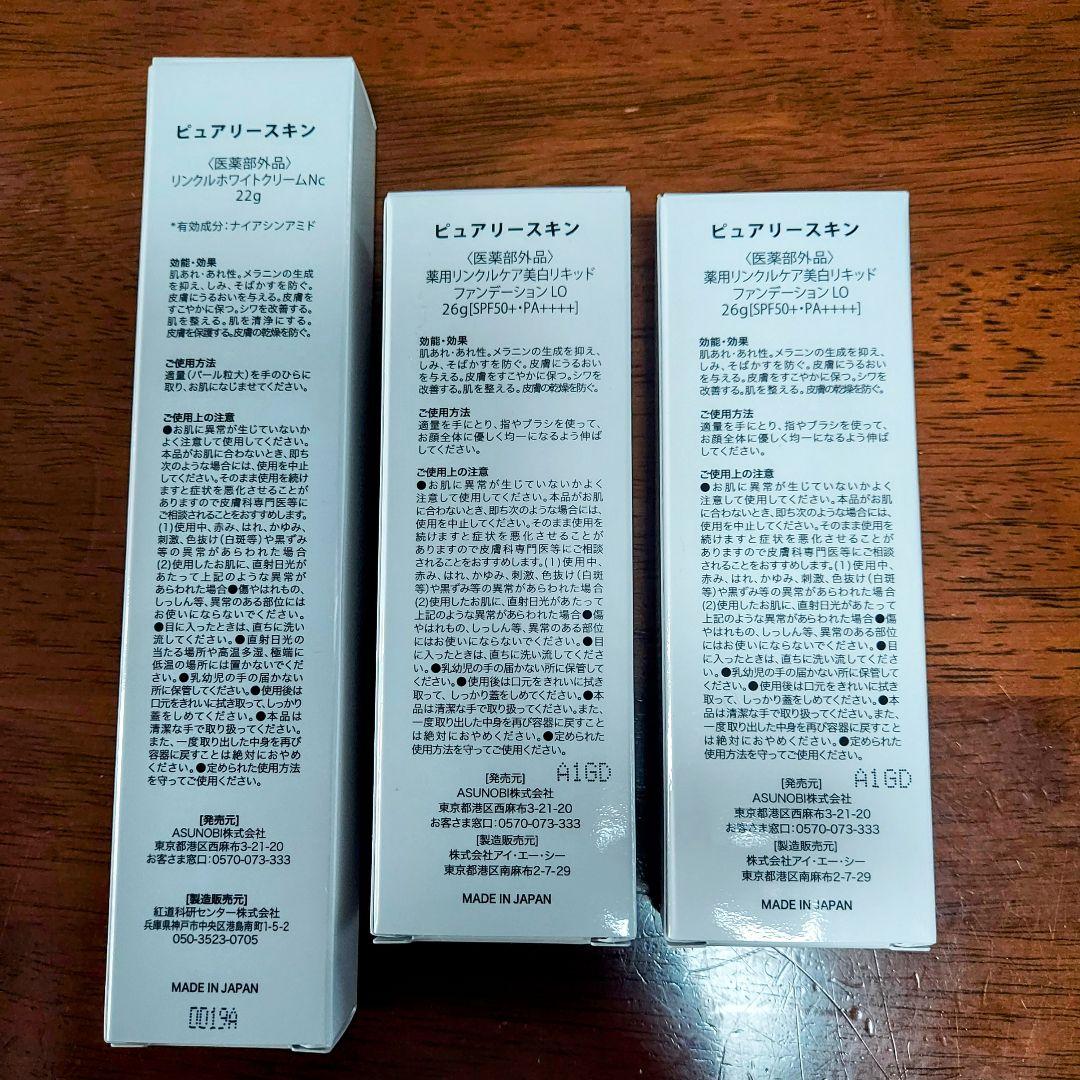 ピュアリースキン
〈医薬部外品〉
リンクルホワイトクリームNc
22g
*有効成分:ナイアシンアミド
効能・効果
肌あれ・あれ性。メラニンの生成
を抑え、しみ、そばかすを防ぐ。
皮膚にうるおいを与える。皮膚を
すこやかに保つ。シワを改善する。
肌を整える。肌を清浄にする。
皮膚を保護する。皮膚の乾燥を防ぐ。
ご使用方法
適量(パール粒大)を手のひらに
取り、お肌になじませてください。
ご使用上の注意
●お肌に異常が生じていないか
よく注意して使用してください。
本品がお肌に合わないとき、即ち
次のような場合には、使用を中止
してください。そのまま使用を続け
ますと症状を悪化させることが
ありますので皮膚科専門医等に
ご相談されることをおすすめします。
(1)使用中、赤み、はれ、かゆみ、
刺激、色抜け(白斑等)や黒ずみ
等の異常があらわれた場合
(2)使用したお肌に、直射日光が
あたって上記のような異常が
あらわれた場合●傷やはれもの、
しっしん等、異常のある部位には
お使いにならないでください。
●目に入ったときは、直ちに洗い
流してください。●直射日光の
当たる場所や高温多湿、極端に
低温の場所には置かないでくだ
さい。●乳幼児の手の届かない
所に保管してください。●使用後は
口元をきれいに拭き取って、しっかり
蓋をしめてください。●本品は
清潔な手で取り扱ってください。
また、一度取り出した中身を再び
容器に戻すことは絶対におやめ
ください。●定められた使用方法
を守ってご使用ください。
[発売元]
ASUNOBI株式会社
東京都港区西麻布3-21-20
お客さま窓口:0570-073-333
[製造販売元]
紅道科研センター株式会社
兵庫県神戸市中央区港島南町1-5-2
050-3523-0705
MADE IN JAPAN
DD19A
ピュアリースキン
〈医薬部外品〉
薬用リンクルケア美白リキッド
ファンデーション LO
26g[SPF50+・PA++++]
効能・効果
肌あれ・あれ性。メラニンの生成を抑え、
しみ、そばかすを防ぐ。皮膚にうるおい
を与える。皮膚をすこやかに保つ。シワを
改善する。肌を整える。皮膚の乾燥を防ぐ。
ご使用方法
適量を手にとり、指やブラシを使って、
お顔全体に優しく均一になるよう伸ば
してください。
ご使用上の注意
●お肌に異常が生じていないかよく
注意して使用してください。本品がお肌
に合わないとき、即ち次のような場合には、
使用を中止してください。そのまま使用を
続けますと症状を悪化させることが
ありますので皮膚科専門医等にご相談
されることをおすすめします。(1)使用中、
赤み、はれ、かゆみ、刺激、色抜け(白斑
等)や黒ずみ等の異常があらわれた場合
(2)使用したお肌に、直射日光があたって
上記のような異常があらわれた場合●傷
やはれもの、しっしん等、異常のある部位
にはお使いにならないでください。●目
に入ったときは、直ちに洗い流してくださ
い。●乳幼児の手の届かない所に保管して
ください。●使用後は口元をきれいに拭き
取って、しっかり蓋をしめてください。●本
品は清潔な手で取り扱ってください。また、
一度取り出した中身を再び容器に戻すこと
は絶対におやめください。●定められた
使用方法を守ってご使用ください。
A1GD
[発売元]
ASUNOBI株式会社
東京都港区西麻布3-21-20
お客さま窓口:0570-073-333
[製造販売元]
株式会社アイ・エー・シー
東京都港区南麻布2-7-29
MADE IN JAPAN
ピュアリースキン
〈医薬部外品〉
薬用リンクルケア美白リキッド
ファンデーション LO
26g[SPF50+・PA++++]
効能・効果
肌あれ・あれ性。メラニンの生成を抑え、
しみ、そばかすを防ぐ。皮膚にうるおい
を与える。皮膚をすこやかに保つ。シワを
改善する。肌を整える。皮膚の乾燥を防ぐ。
ご使用方法
適量を手にとり、指やブラシを使って、
お顔全体に優しく均一になるよう伸ば
してください。
ご使用上の注意
●お肌に異常が生じていないかよく
注意して使用してください。本品がお肌
に合わないとき、即ち次のような場合には、
使用を中止してください。そのまま使用を
続けますと症状を悪化させることが
ありますので皮膚科専門医等にご相談
されることをおすすめします。(1)使用中、
赤み、はれ、かゆみ、刺激、色抜け(白斑
等)や黒ずみ等の異常があらわれた場合
(2)使用したお肌に、直射日光があたって
上記のような異常があらわれた場合●傷
やはれもの、しっしん等、異常のある部位
にはお使いにならないでください。●目
に入ったときは、直ちに洗い流してくださ
い。●乳幼児の手の届かない所に保管して
ください。●使用後は口元をきれいに拭き
取って、しっかり蓋をしめてください。●本
品は清潔な手で取り扱ってください。また、
一度取り出した中身を再び容器に戻すこと
は絶対におやめください。●定められた
使用方法を守ってご使用ください。
A1GD
[発売元]
ASUNOBI株式会社
東京都港区西麻布3-21-20
お客さま窓口:0570-073-333
[製造販売元]
株式会社アイ・エー・シー
東京都港区南麻布2-7-29
MADE IN JAPAN